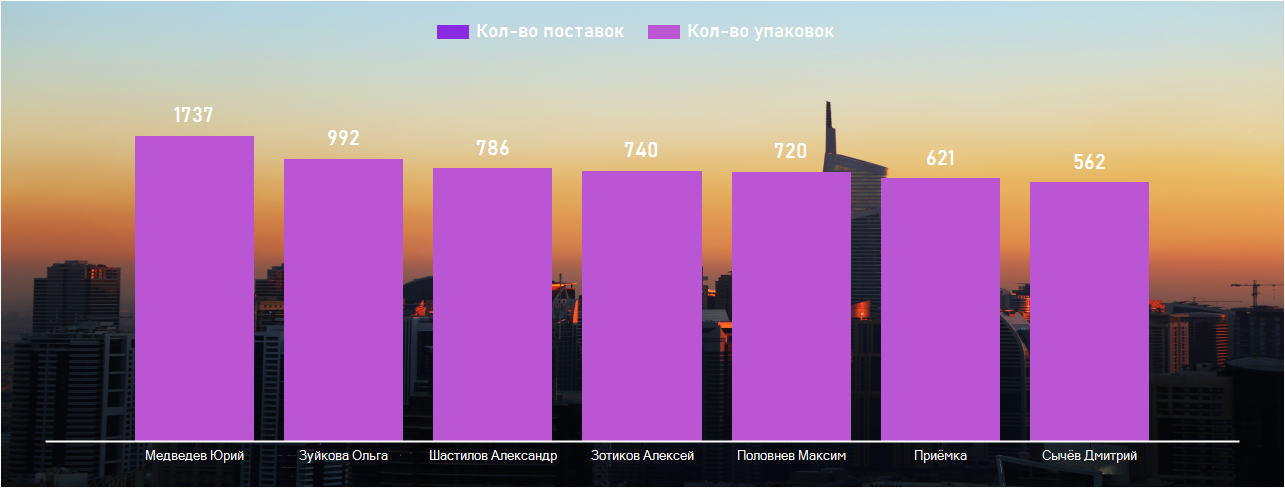 Кол-во поставок Кол-во упаковок
1737 992 786 740 720 621 562
Медведев Юрий Зуйкова Ольга Шастилов Александр Зотиков Алексей Половнев Максим Приёмка Сычёв Дмитрий